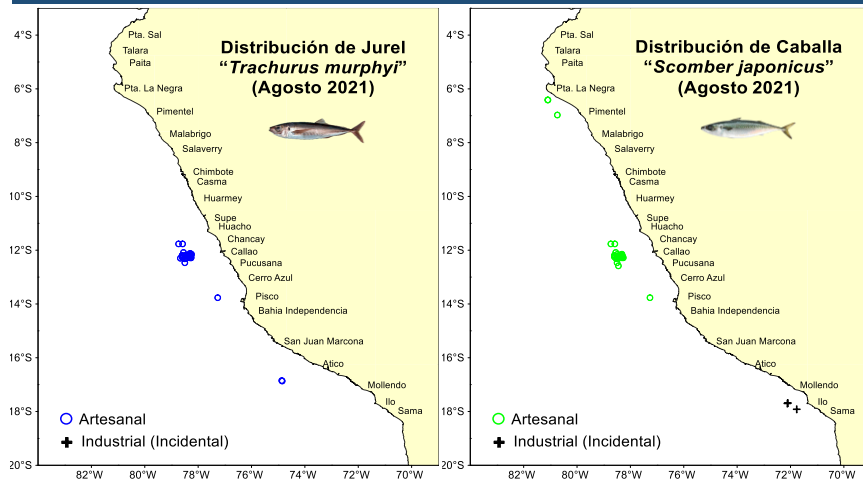 Distribución de Jurel
“Trachurus murphyi”
(Agosto 2021)
4°S
6°S
8°S
10°S
12°S
14°S
16°S
18°S
20°S
Pta. Sal
Talara
Paita
Pta. La Negra
Pimentel
Malabrigo
Salaverry
Chimbote
Casma
Huarmey
Supe
Huacho
Chancay
Callao
Pucusana
Cerro Azul
Pisco
Bahia Independencia
San Juan Marcona
Atico
Mollendo
Ilo
Sama
Artesanal
Industrial (Incidental)
82°W 80°W 78°W 76°W 74°W 72°W 70°W
Distribución de Caballa
“Scomber japonicus”
(Agosto 2021)
4°S
6°S
8°S
10°S
12°S
14°S
16°S
18°S
20°S
Pta. Sal
Talara
Paita
Pta. La Negra
Pimentel
Malabrigo
Salaverry
Chimbote
Casma
Huarmey
Supe
Huacho
Chancay
Callao
Pucusana
Cerro Azul
Pisco
Bahia Independencia
San Juan Marcona
Atico
Mollendo
Ilo
Sama
Artesanal
Industrial (Incidental)
82°W 80°W 78°W 76°W 74°W 72°W 70°W